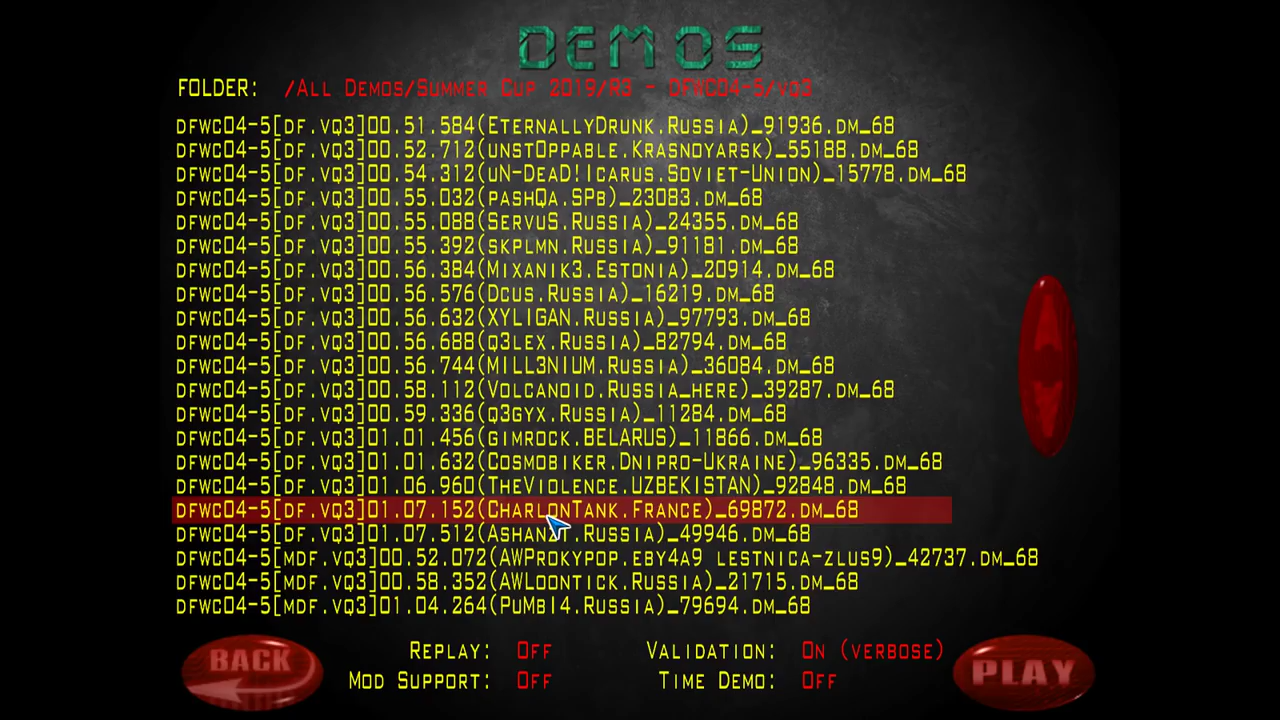 DEMOS
FOLDER: /ALL DEMOS/SUMMER CUP 2019/R3 - DFWC04-5/VQ3
DFWC04-5[DF.VQ3]00.51.584(ETERNALLYDRUNK.RUSSIA)_91936.DM_68
DFWC04-5[DF.VQ3]00.52.712(UNST0PPABLE.KRASNOYARSK)_55188.DM_68
DFWC04-5[DF.VQ3]00.54.312(UN-DEAD!ICARUS.SOVIET-UNION)_15778.DM_68
DFWC04-5[DF.VQ3]00.55.032(PASHQA.SPB)_23083.DM_68
DFWC04-5[DF.VQ3]00.55.088(SERVUS.RUSSIA)_24355.DM_68
DFWC04-5[DF.VQ3]00.55.392(SKPLMN.RUSSIA)_91181.DM_68
DFWC04-5[DF.VQ3]00.56.384(MIXANIK3.ESTONIA)_20914.DM_68
DFWC04-5[DF.VQ3]00.56.576(DCUS.RUSSIA)_16219.DM_68
DFWC04-5[DF.VQ3]00.56.632(XYLIGAN.RUSSIA)_97793.DM_68
DFWC04-5[DF.VQ3]00.56.688(Q3LEX.RUSSIA)_82794.DM_68
DFWC04-5[DF.VQ3]00.56.744(MILL3NIUM.RUSSIA)_36084.DM_68
DFWC04-5[DF.VQ3]00.58.112(VOLCANOID.RUSSIA_HERE)_39287.DM_68
DFWC04-5[DF.VQ3]00.59.336(Q3GYX.RUSSIA)_11284.DM_68
DFWC04-5[DF.VQ3]01.01.456(GIMROCK.BELARUS)_11866.DM_68
DFWC04-5[DF.VQ3]01.01.632(COSMOBIKER.DNIPRO-UKRAINE)_96335.DM_68
DFWC04-5[DF.VQ3]01.06.960(THEVIOLENCE.UZBEKISTAN)_92848.DM_68
DFWC04-5[DF.VQ3]01.07.152(CHARLONTANK.FRANCE)_69872.DM_68
DFWC04-5[DF.VQ3]01.07.512(ASHANTI.RUSSIA)_49946.DM_68
DFWC04-5[MDF.VQ3]00.52.072(AWPROKYPOP.EBY4A9 LESTNICA-ZLUS9)_42737.DM_68
DFWC04-5[MDF.VQ3]00.58.352(AWLOONTICK.RUSSIA)_21715.DM_68
DFWC04-5[MDF.VQ3]01.04.264(PUMBI4.RUSSIA)_79694.DM_68
BACK
REPLAY: OFF
VALIDATION: ON (VERBOSE)
MOD SUPPORT: OFF
TIME DEMO: OFF
PLAY